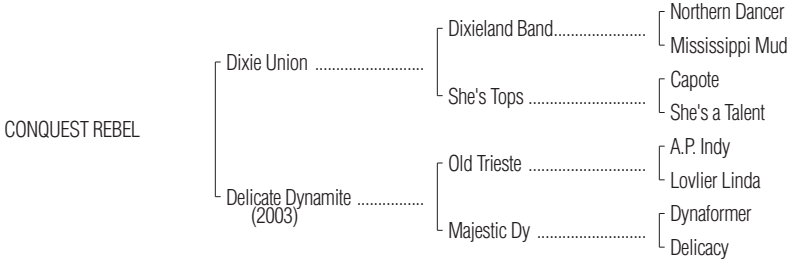 Northern Dancer
Dixieland Band......................
Mississippi Mud
Dixie Union ..........................
Capote
She's Tops ............................
She's a Talent
CONQUEST REBEL
A.P. Indy
Old Trieste ............................
Lovlier Linda
Delicate Dynamite ................
(2003)
Dynaformer
Majestic Dy ..........................
Delicacy